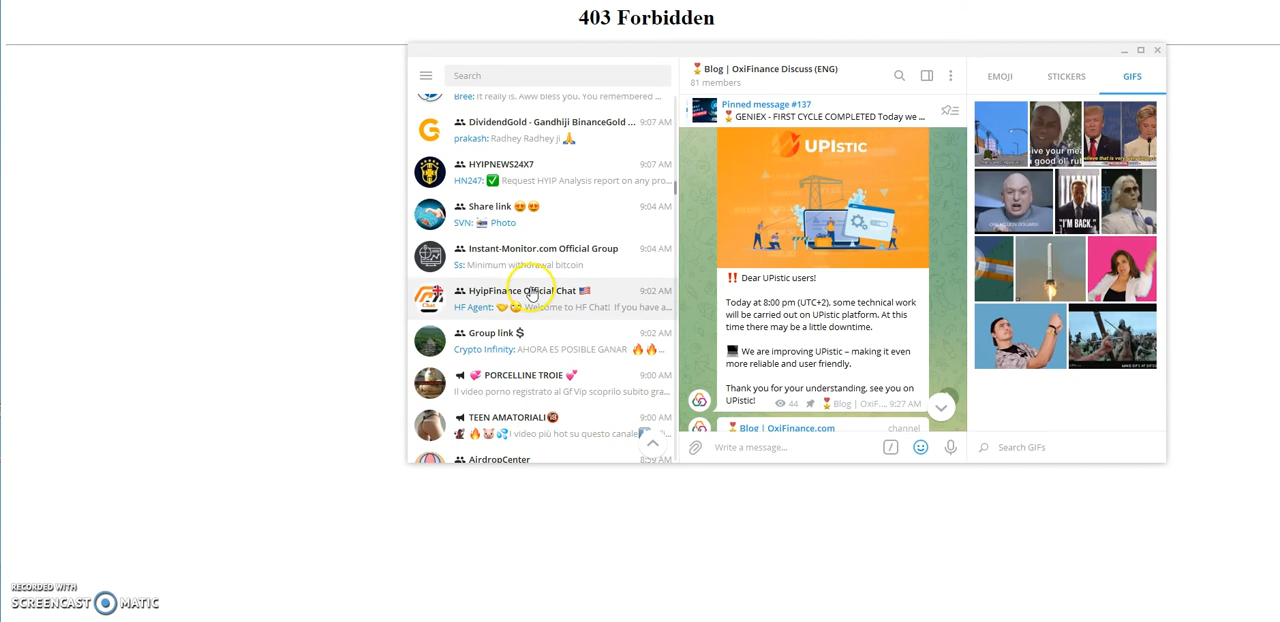 403 Forbidden
Search
Bree: It really is. Aww bless you. You remembered ...
DividendGold - Gandhiji BinanceGold ... 9:07 AM
prakash: Radhey Radhey ji 🙏
HYIPNEWS24X7 9:07 AM
HN247: ✅ Request HYIP Analysis report on any pro...
Share link 😍 😍 9:04 AM
SVN: Photo
Instant-Monitor.com Official Group 9:04 AM
Ss: Minimum withdrawal bitcoin
HyipFinance Official Chat 🇺🇸 9:02 AM
HF Agent: Welcome to HF Chat! If you have a...
Group link $ 9:02 AM
Crypto Infinity: AHORA ES POSIBLE GANAR 🔥🔥...
💞 PORCELLINE TROIE 💞 9:00 AM
Il video porno registrato al Gf Vip scoprilo subito gra...
TEEN AMATORIALI🔞 9:00 AM
🔥🐷💦 I video più hot su questo canale
AirdropCenter 8:59 AM
Chat
🎖Blog | OxiFinance Discuss (ENG)
81 members
Pinned message #137
🎖 GENIEX - FIRST CYCLE COMPLETED Today we ...
UPISTIC
‼️ Dear UPistic users!
Today at 8:00 pm (UTC+2), some technical work
will be carried out on UPistic platform. At this
time there may be a little downtime.
💻 We are improving UPistic – making it even
more reliable and user friendly.
Thank you for your understanding, see you on
UPistic!
44 🎖 Blog | OxiF..., 9:27 AM
🎖 Blog | OxiFinance.com channel
Write a message...
EMOJI STICKERS GIFS
"I'M BACK."
Search GIFs
RECORDED WITH
SCREENCAST MATIC